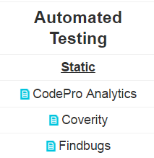 Automated
Testing
Static
CodePro Analytics
Coverity
Findbugs